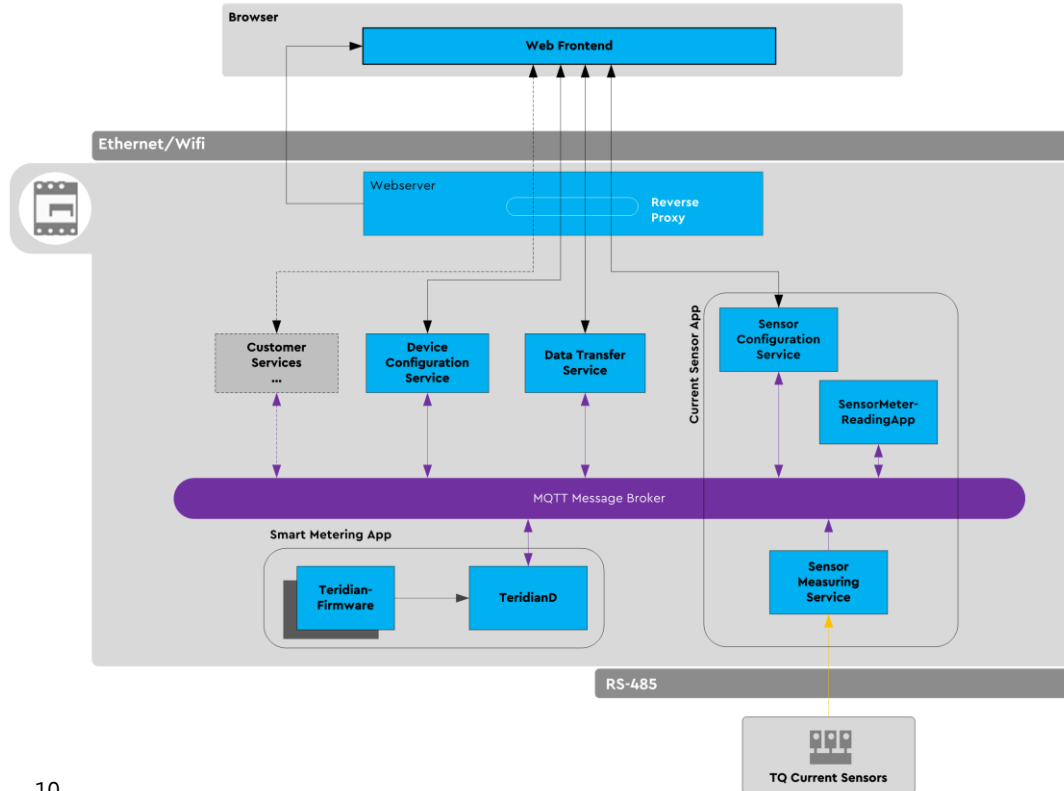 Browser
Web Frontend
Ethernet/Wifi
Webserver
Reverse
Proxy
Customer
Services
...
Device
Configuration
Service
Data Transfer
Service
Current Sensor App
Sensor
Configuration
Service
SensorMeter-
ReadingApp
MQTT Message Broker
Smart Metering App
Teridian-
Firmware
TeridianD
Sensor
Measuring
Service
RS-485
TQ Current Sensors
10